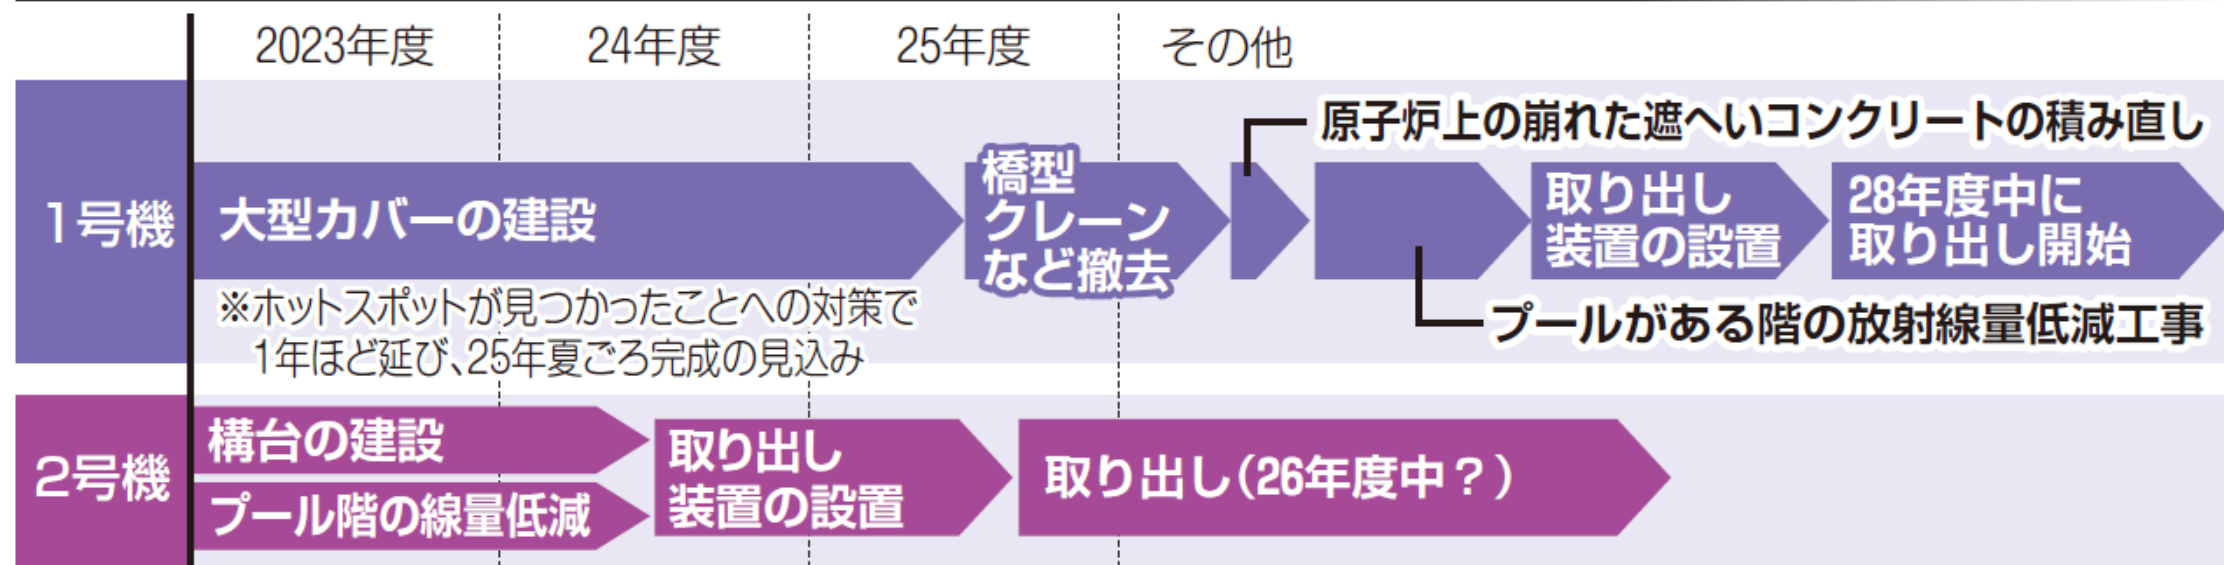 2023年度
24年度
25年度
その他
1号機
大型カバーの建設
※ホットスポットが見つかったことへの対策で
1年ほど延び、25年夏ごろ完成の見込み
橋型
クレーン
など撤去
原子炉上の崩れた遮へいコンクリートの積み直し
プールがある階の放射線量低減工事
取り出し
装置の設置
28年度中に
取り出し開始
2号機
構台の建設
プール階の線量低減
取り出し
装置の設置
取り出し(26年度中？)